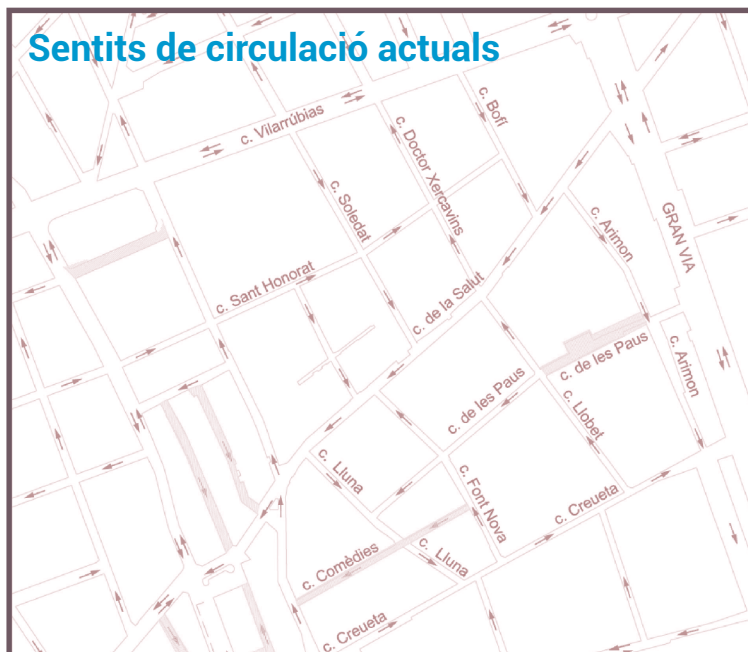 Sentits de circulació actuals
c. Vilarrúbias
c. Bofí
c. Doctor Xercavins
c. Soledat
c. Arimon
GRAN VIA
c. Sant Honorat
c. de la Salut
c. de les Paus
c. Arimon
c. de les Paus
c. Llobet
c. Lluna
c. Font Nova
c. Creueta
c. Comèdies
c. Lluna
c. Creueta